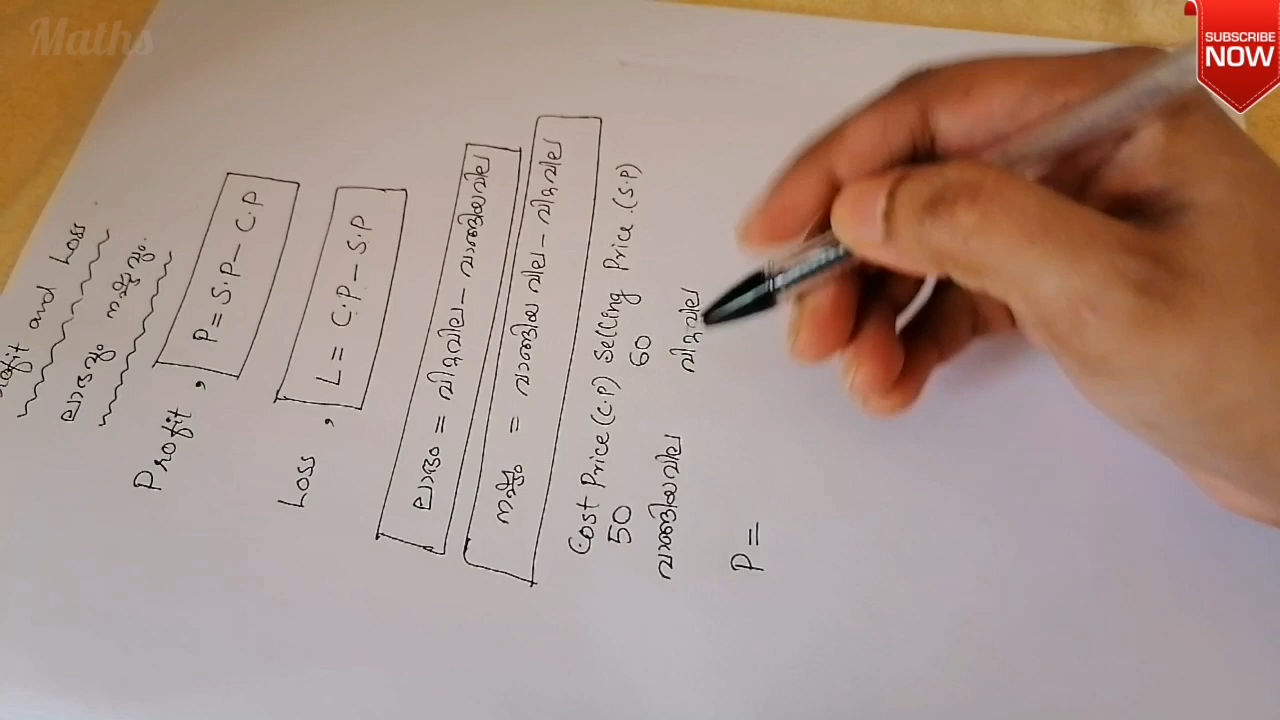 Maths
SUBSCRIBE
NOW
and Loss
ലാഭവും നഷ്ടവും.
Profit, P = S.P - C.P
Loss, L = C.P - S.P
ലാഭം = വിറ്റവില - വാങ്ങിയവില
നഷ്ടം = വാങ്ങിയ വില - വിറ്റവില
Cost Price (C.P) Selling Price (S.P)
50 60
വാങ്ങിയവില വിറ്റവില
P =